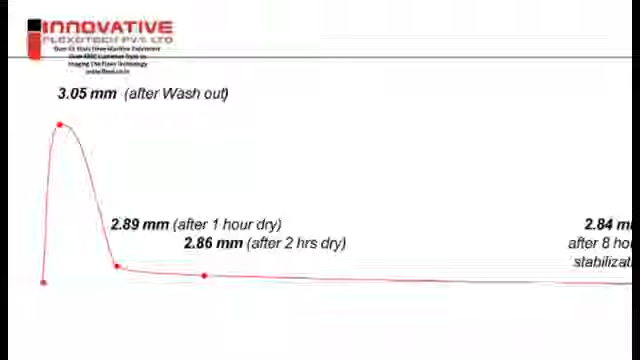 INNOVATIVE
FLEXOTECH PVT. LTD.
3.05 mm (after Wash out)
2.89 mm (after 1 hour dry)
2.86 mm (after 2 hrs dry)
2.84 m
after 8 hou
stabilizat